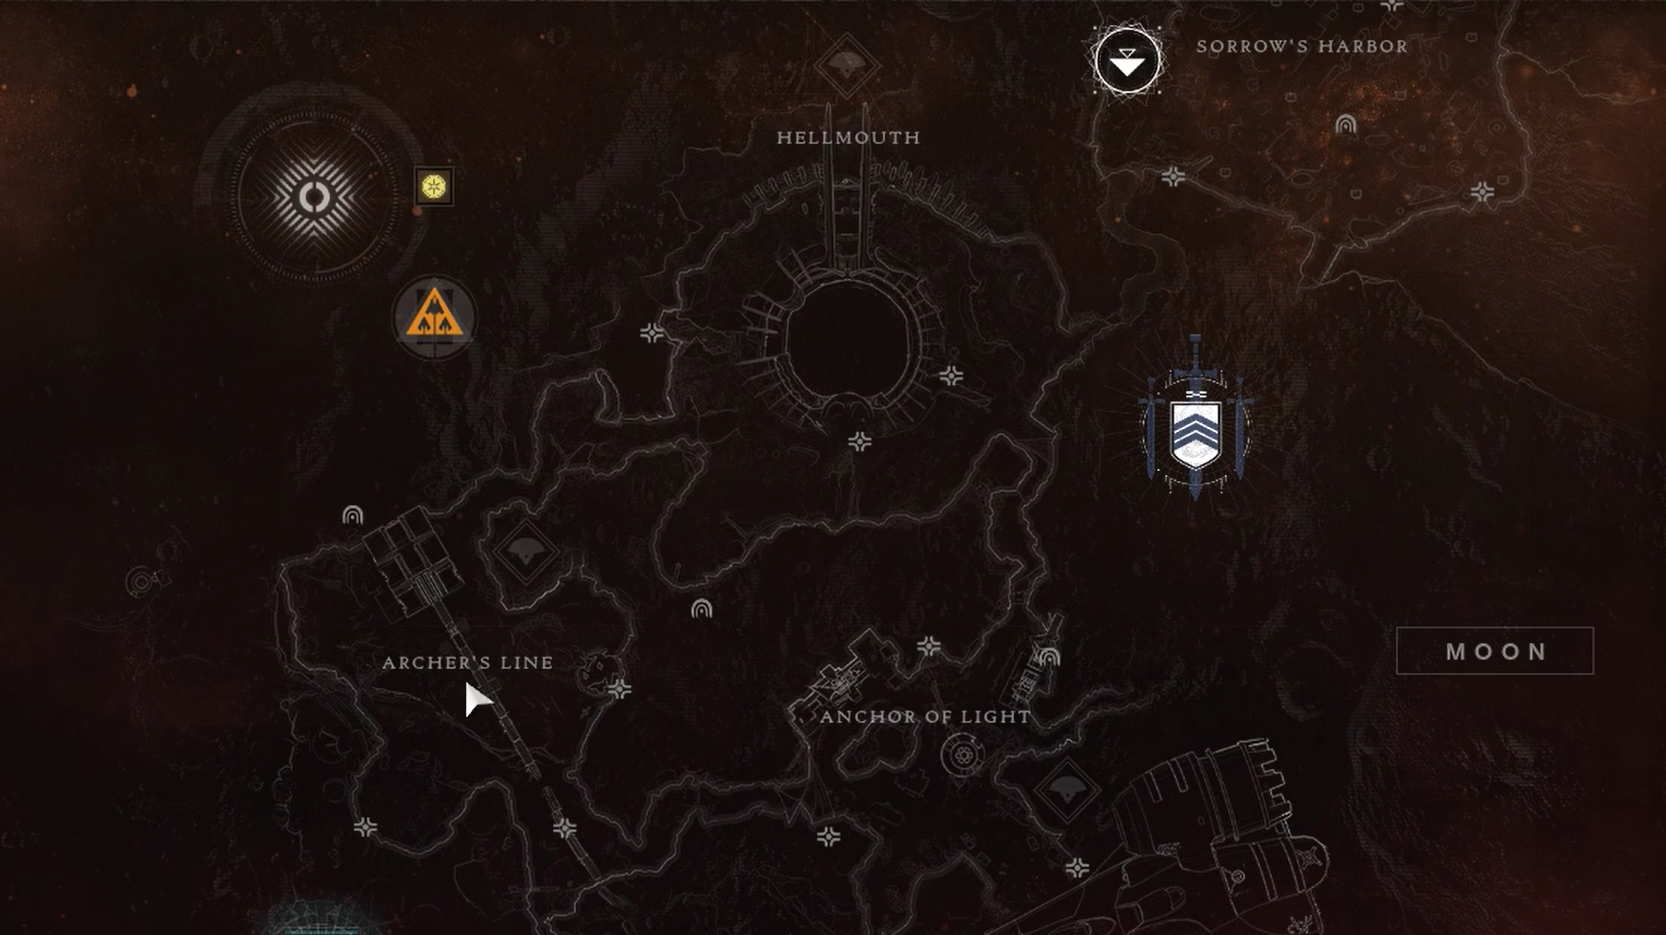 SORROW'S HARBOR
HELLMOUTH
MOON
ARCHER'S LINE
ANCHOR OF LIGHT